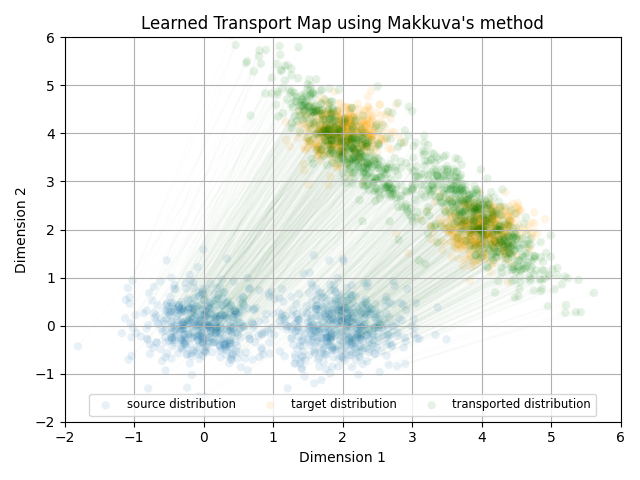 Learned Transport Map using Makkuva's method
6
5
4
3
2
1
0
−1
−2
Dimension 2
source distribution target distribution transported distribution
−2 −1 0 1 2 3 4 5 6
Dimension 1